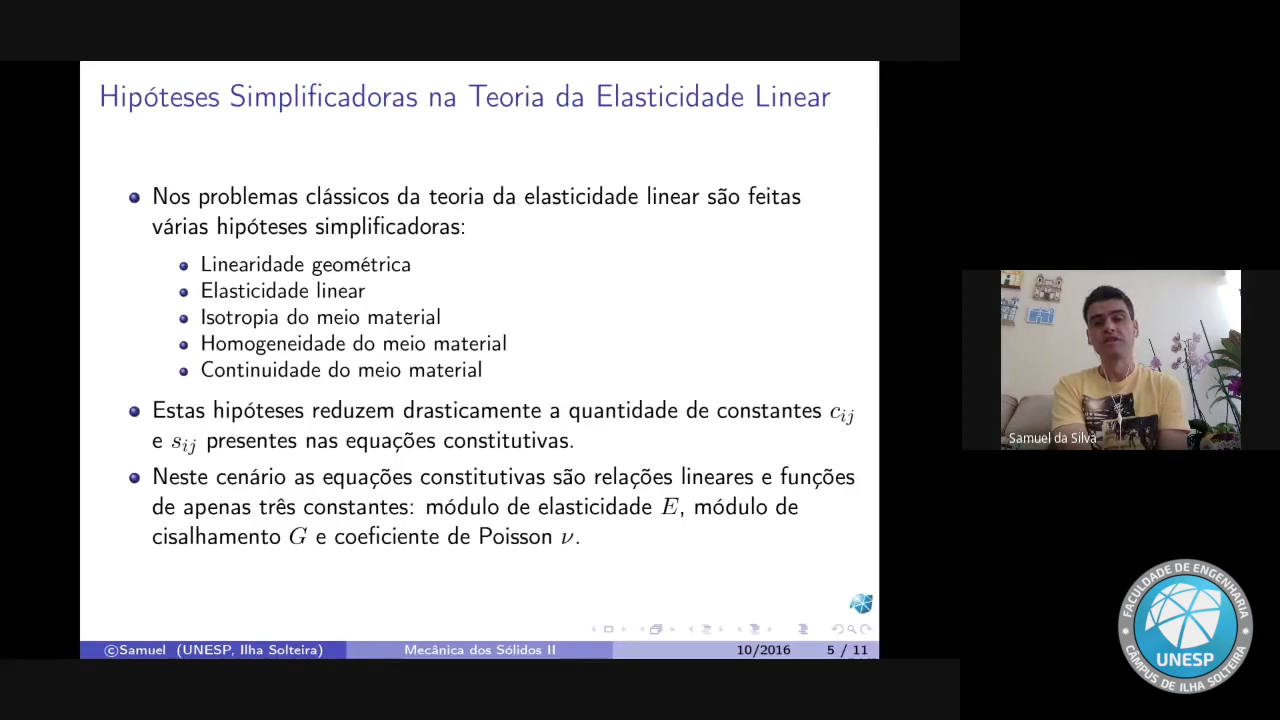 Hipóteses Simplificadoras na Teoria da Elasticidade Linear
Nos problemas clássicos da teoria da elasticidade linear são feitas
várias hipóteses simplificadoras:
Linearidade geométrica
Elasticidade linear
Isotropia do meio material
Homogeneidade do meio material
Continuidade do meio material
Estas hipóteses reduzem drasticamente a quantidade de constantes c_ij
e s_ij presentes nas equações constitutivas.
Neste cenário as equações constitutivas são relações lineares e funções
de apenas três constantes: módulo de elasticidade E, módulo de
cisalhamento G e coeficiente de Poisson ν.
©Samuel (UNESP, Ilha Solteira)
Mecânica dos Sólidos II
10/2016
5 / 11
Samuel da Silva
FACULDADE DE ENGENHARIA
UNESP
CÂMPUS DE ILHA SOLTEIRA